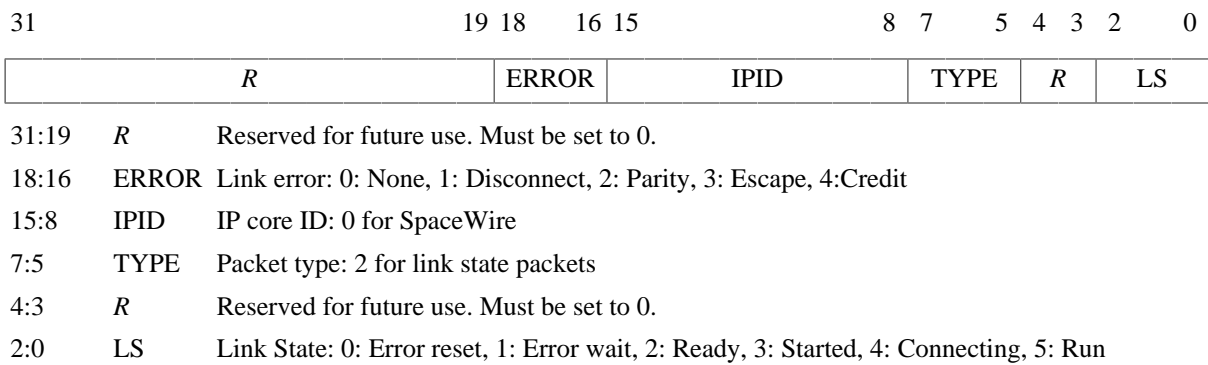 31 19 18 16 15 8 7 5 4 3 2 0
R ERROR IPID TYPE R LS
31:19 R Reserved for future use. Must be set to 0.
18:16 ERROR Link error: 0: None, 1: Disconnect, 2: Parity, 3: Escape, 4:Credit
15:8 IPID IP core ID: 0 for SpaceWire
7:5 TYPE Packet type: 2 for link state packets
4:3 R Reserved for future use. Must be set to 0.
2:0 LS Link State: 0: Error reset, 1: Error wait, 2: Ready, 3: Started, 4: Connecting, 5: Run